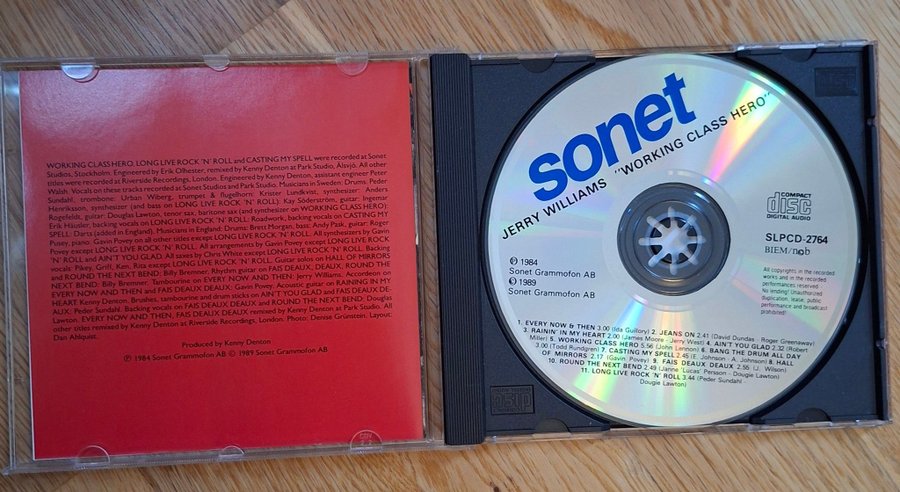 WORKING CLASS HERO, LONG LIVE ROCK 'N' ROLL and CASTING MY SPELL were recorded at Sonet
Studios, Stockholm. Engineered by Erik Olhester, remixed by Kenny Denton at Park Studio, Älvsjö. All other
titles were recorded at Riverside Recordings, London. Engineered by Kenny Denton, assistant engineer Peter
Walsh. Vocals on these tracks recorded at Sonet Studios and Park Studio. Musicians in Sweden: Drums: Peder
Sundahl, trombone: Urban Wiberg, trumpet & flugelhorn: Krister Lundkvist, synthesizer: Anders
Henriksson, synthesizer (and bass on LONG LIVE ROCK 'N' ROLL): Kay Söderström, guitar: Ingemar
Rogefeldt, guitar: Douglas Lawton, tenor sax, baritone sax (and synthesizer on WORKING CLASS HERO):
Erik Häusler, backing vocals on LONG LIVE ROCK 'N' ROLL: Roadwork, backing vocals on CASTING MY
SPELL: Darts (added in England). Musicians in England: Drums: Brett Morgan, bass: Andy Pask, guitar: Roch
Pusey, piano: Gavin Povey on all other titles except LONG LIVE ROCK 'N' ROLL. All synthesizers by Gavin
Povey except LONG LIVE ROCK 'N' ROLL. All arrangements by Gavin Povey except LONG LIVE ROCK
'N' ROLL and AIN'T YOU GLAD. All saxes by Chris White except LONG LIVE ROCK 'N' ROLL. Backing
vocals: Pikey, Griff, Ken, Rita except LONG LIVE ROCK 'N' ROLL. Guitar solos on HALL OF MIRRORS
and ROUND THE NEXT BEND: Billy Bremner, Rhythm guitar on FAIS DEAUX DEAUX, ROUND THE
NEXT BEND: Billy Bremner. Tambourine on EVERY NOW AND THEN: Jerry Williams. Accordeon on
EVERY NOW AND THEN and FAIS DEAUX DEAUX: Gavin Povey. Acoustic guitar on RAINING IN MY
HEART Kenny Denton. Brushes, tambourine and drum sticks on AIN'T YOU GLAD and FAIS DEAUX DE-
AUX: Peder Sundahl. Backing vocals on FAIS DEAUX DEAUX and ROUND THE NEXT BEND: Douglas
Lawton. EVERY NOW AND THEN, FAIS DEAUX DEAUX remixed by Kenny Denton at Park Studio. All
other titles remixed by Kenny Denton at Riverside Recordings, London. Photo: Denise Grünstein. Layout:
Dan Ahlquist.
Produced by Kenny Denton
℗ 1984 Sonet Grammofon AB © 1989 Sonet Grammofon AB
sonet
JERRY WILLIAMS "WORKING CLASS HERO"
COMPACT
disc
DIGITAL AUDIO
SLPCD-2764
BIEM/ncb
℗ 1984
Sonet Grammofon AB
© 1989
Sonet Grammofon AB
All copyrights in the recorded
works and in the recorded
performances reserved.
No lending! Unauthorized
duplication, lease, public
performance and broadcast
prohibited!
1. EVERY NOW & THEN 3.00 (Ida Guillory) 2. JEANS ON 2.41 (David Dundas - Roger Greenaway)
3. RAININ' IN MY HEART 2.00 (James Moore - Jerry West) 4. AIN'T YOU GLAD 2.32 (Robert
Miller) 5. WORKING CLASS HERO 5.56 (John Lennon) 6. BANG THE DRUM ALL DAY
3.00 (Todd Rundgren) 7. CASTING MY SPELL 2.45 (E. Johnson - A. Johnson) 8. HALL
OF MIRRORS 2.17 (Gavin. Povey) 9. FAIS DEAUX DEAUX 2.55 (J. Wilson)
10. ROUND THE NEXT BEND 2.49 (Janne 'Lucas' Persson - Dougie Lawton)
11. LONG LIVE ROCK 'N' ROLL 3.44 (Peder Sundahl
Dougie Lawton)